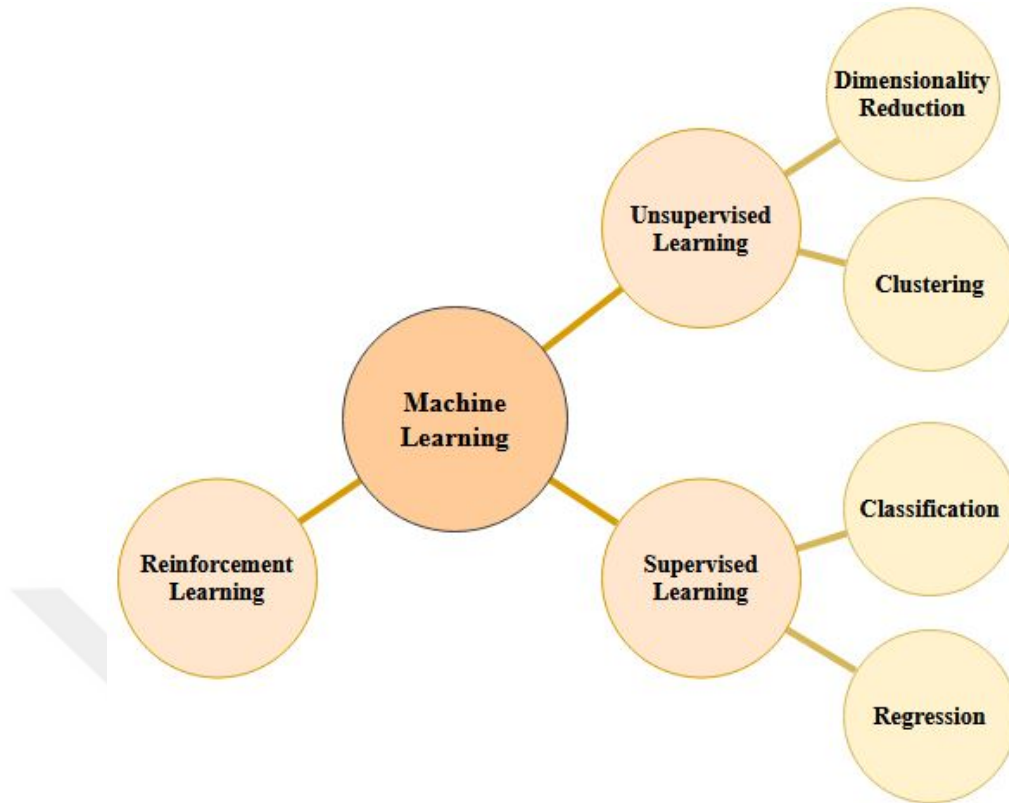 Dimensionality
Reduction
Unsupervised
Learning
Clustering
Machine
Learning
Classification
Reinforcement
Learning
Supervised
Learning
Regression